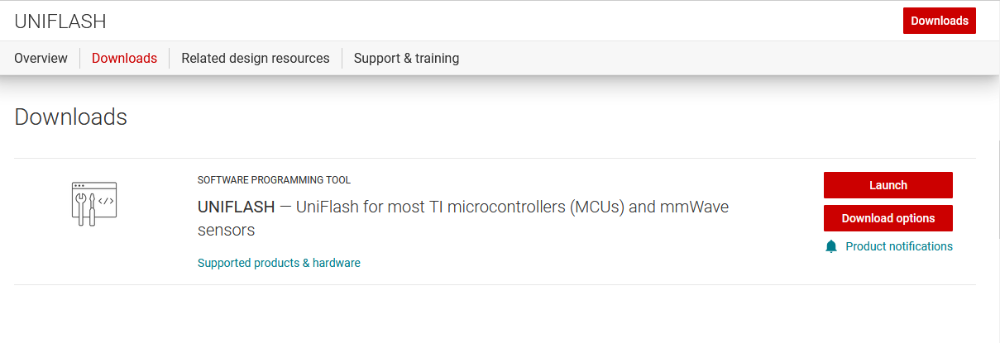 UNIFLASH
Downloads
Overview
Downloads
Related design resources
Support & training
Downloads
</>
SOFTWARE PROGRAMMING TOOL
UNIFLASH — UniFlash for most TI microcontrollers (MCUs) and mmWave
sensors
Supported products & hardware
Launch
Download options
Product notifications